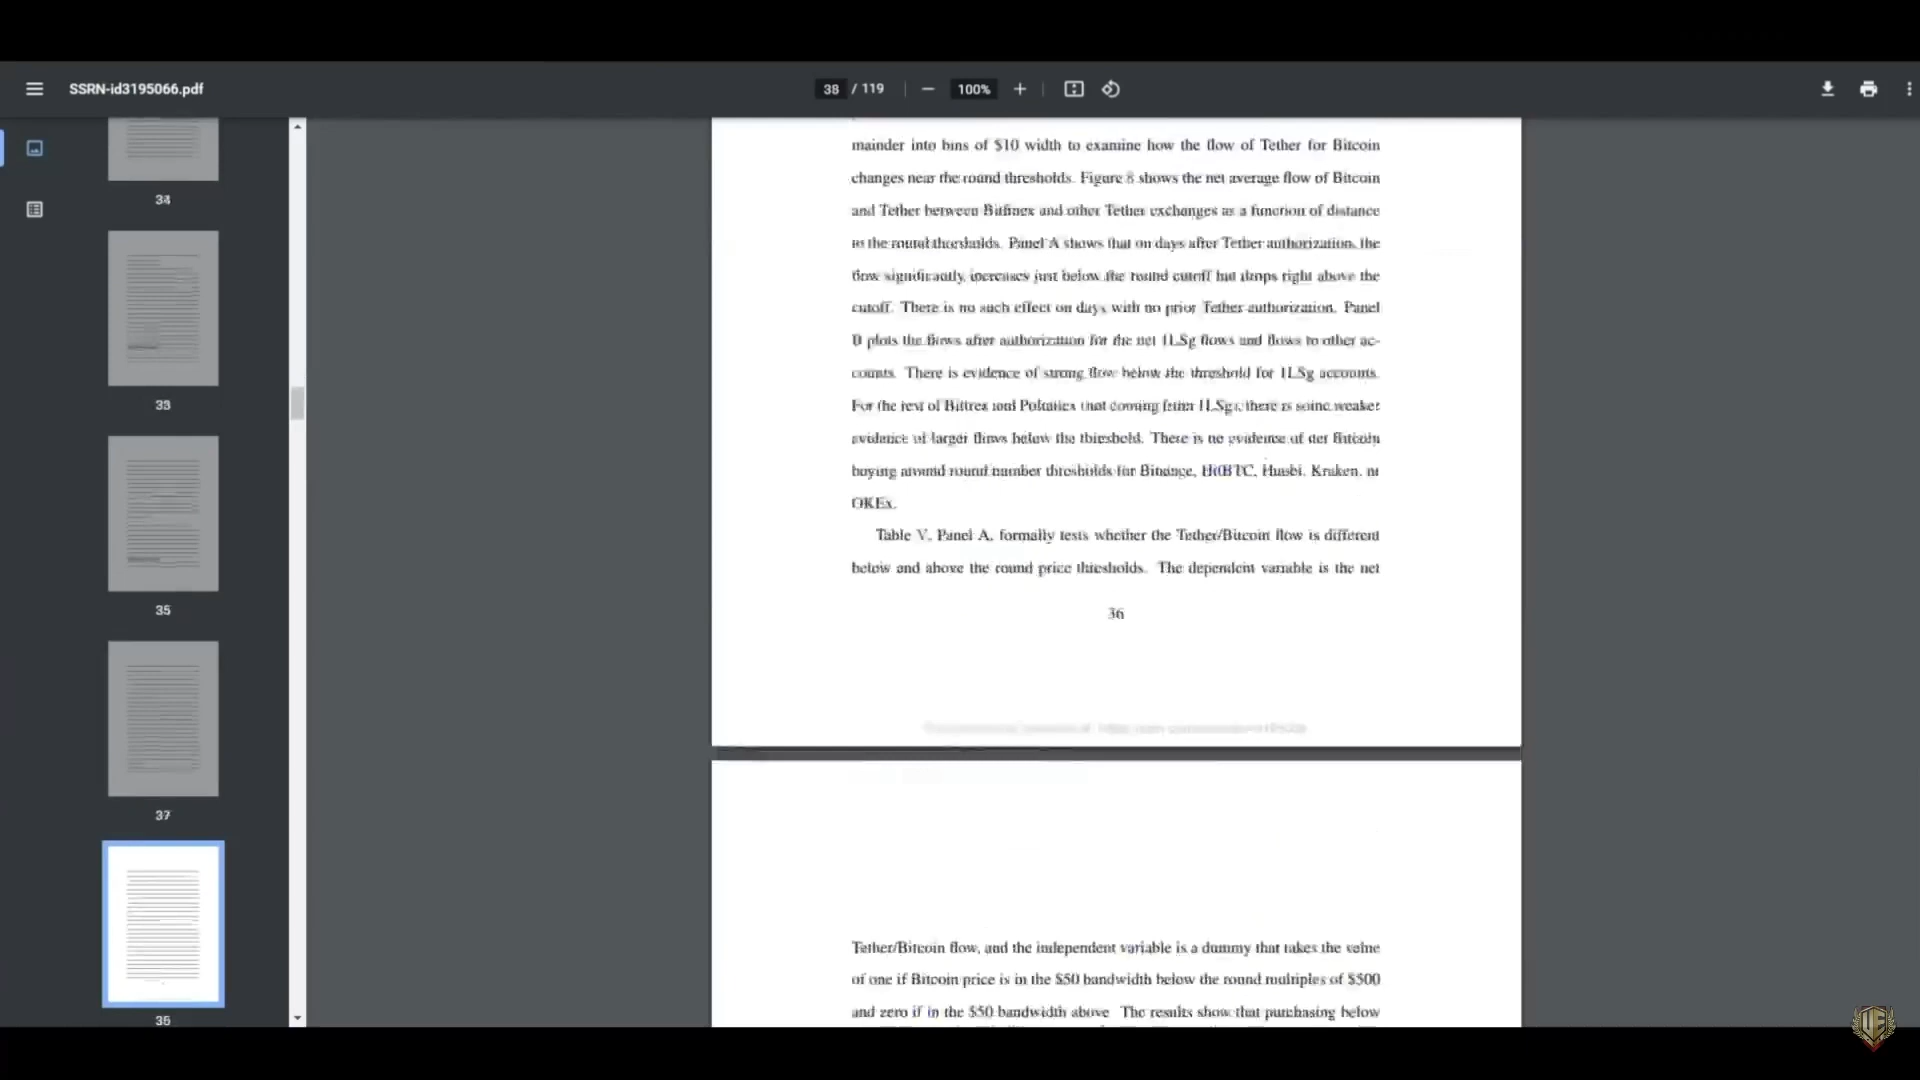 SSRN-id3195066.pdf
38 / 119
100%
34
33
35
37
36
mainder into bins of $10 width to examine how the flow of Tether for Bitcoin
changes near the round thresholds. Figure 8 shows the net average flow of Bitcoin
and Tether between Bitfinex and other Tether exchanges as a function of distance
to the round thresholds. Panel A shows that on days after Tether authorization, the
flow significantly increases just below the round cutoff but drops right above the
cutoff. There is no such effect on days with no prior Tether authorization. Panel
B plots the flows after authorization for the net 1LSg flows and flows to other ac-
counts. There is evidence of strong flow below the threshold for 1LSg accounts.
For the rest of Bittrex and Poloniex not coming from 1LSg, there is some weaker
evidence of larger flows below the threshold. There is no evidence of net Bitcoin
buying around round number thresholds for Binance, HitBTC, Huobi, Kraken, or
OKEx.
Table V, Panel A, formally tests whether the Tether/Bitcoin flow is different
below and above the round price thresholds. The dependent variable is the net
36
Tether/Bitcoin flow, and the independent variable is a dummy that takes the value
of one if Bitcoin price is in the $50 bandwidth below the round multiples of $500
and zero if in the $50 bandwidth above. The results show that purchasing below